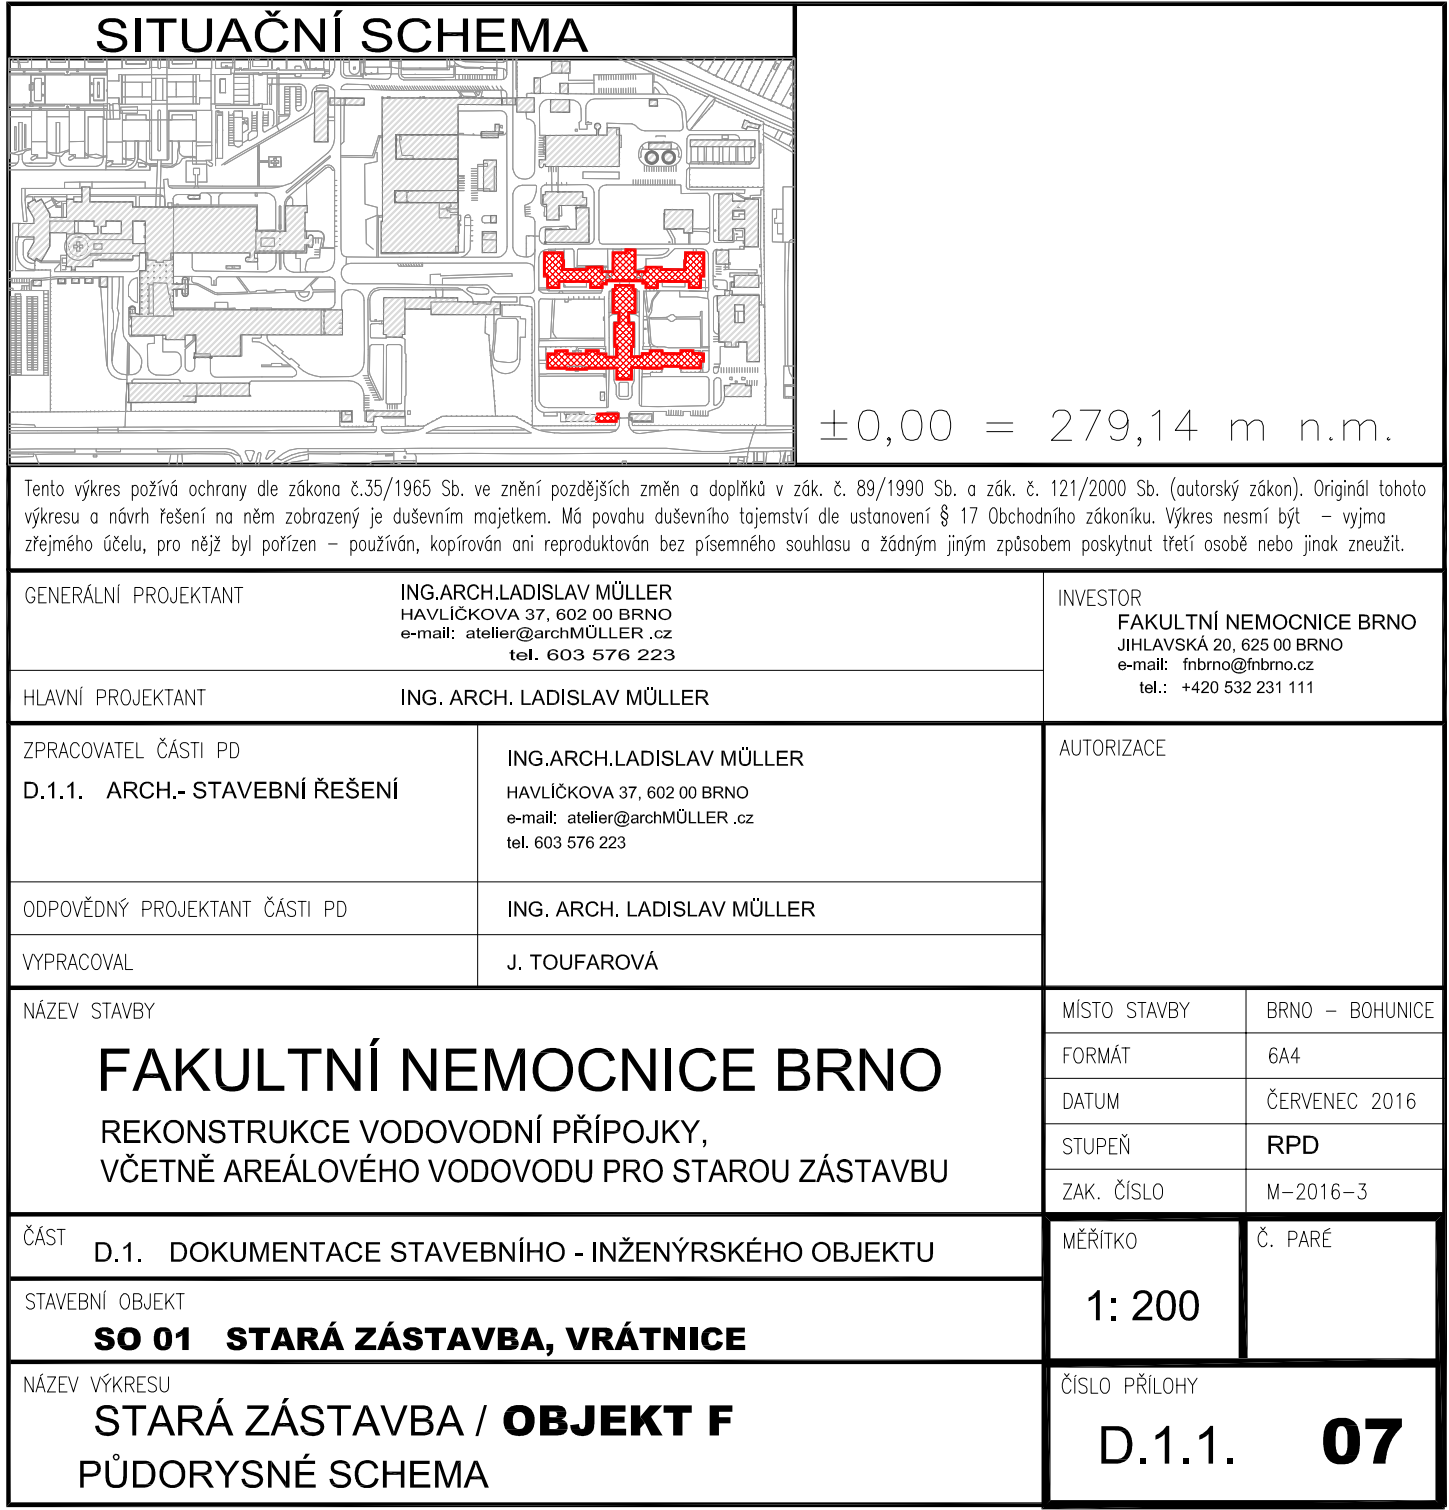 SITUAČNÍ SCHEMA
±0,00 = 279,14 m n.m.
Tento výkres požívá ochrany dle zákona č.35/1965 Sb. ve znění pozdějších změn a doplňků v zák. č. 89/1990 Sb. a zák. č. 121/2000 Sb. (autorský zákon). Originál tohoto
výkresu a návrh řešení na něm zobrazený je duševním majetkem. Má povahu duševního tajemství dle ustanovení § 17 Obchodního zákoníku. Výkres nesmí být – vyjma
zřejmého účelu, pro nějž byl pořízen – používán, kopírován ani reproduktován bez písemného souhlasu a žádným jiným způsobem poskytnut třetí osobě nebo jinak zneužit.
GENERÁLNÍ PROJEKTANT
ING.ARCH.LADISLAV MÜLLER
HAVLÍČKOVA 37, 602 00 BRNO
e-mail: atelier@archMÜLLER .cz
tel. 603 576 223
INVESTOR
FAKULTNÍ NEMOCNICE BRNO
JIHLAVSKÁ 20, 625 00 BRNO
e-mail: fnbrno@fnbrno.cz
tel.: +420 532 231 111
HLAVNÍ PROJEKTANT
ING. ARCH. LADISLAV MÜLLER
ZPRACOVATEL ČÁSTI PD
D.1.1. ARCH.- STAVEBNÍ ŘEŠENÍ
ING.ARCH.LADISLAV MÜLLER
HAVLÍČKOVA 37, 602 00 BRNO
e-mail: atelier@archMÜLLER .cz
tel. 603 576 223
AUTORIZACE
ODPOVĚDNÝ PROJEKTANT ČÁSTI PD
ING. ARCH. LADISLAV MÜLLER
VYPRACOVAL
J. TOUFAROVÁ
NÁZEV STAVBY
FAKULTNÍ NEMOCNICE BRNO
REKONSTRUKCE VODOVODNÍ PŘÍPOJKY,
VČETNĚ AREÁLOVÉHO VODOVODU PRO STAROU ZÁSTAVBU
MÍSTO STAVBY BRNO – BOHUNICE
FORMÁT 6A4
DATUM ČERVENEC 2016
STUPEŇ RPD
ZAK. ČÍSLO M–2016–3
ČÁST
D.1. DOKUMENTACE STAVEBNÍHO - INŽENÝRSKÉHO OBJEKTU
MĚŘÍTKO
1: 200
Č. PARÉ
STAVEBNÍ OBJEKT
SO 01 STARÁ ZÁSTAVBA, VRÁTNICE
NÁZEV VÝKRESU
STARÁ ZÁSTAVBA / OBJEKT F
PŮDORYSNÉ SCHEMA
ČÍSLO PŘÍLOHY
D.1.1. 07